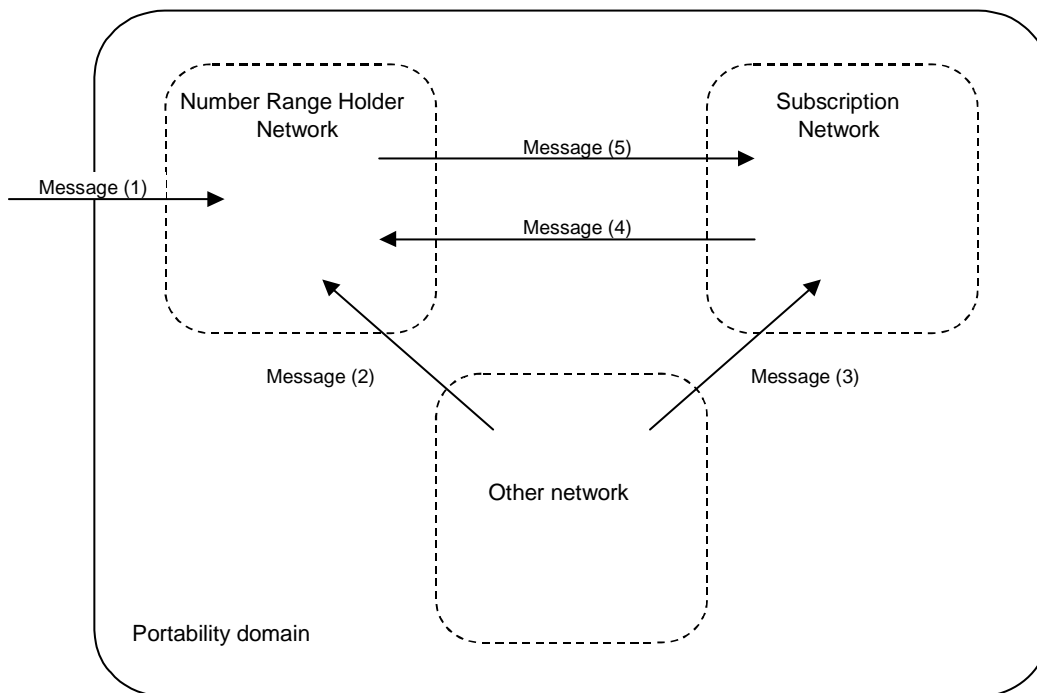 Number Range Holder
Network
Subscription
Network
Message (5)
Message (1)
Message (4)
Message (2)
Message (3)
Other network
Portability domain